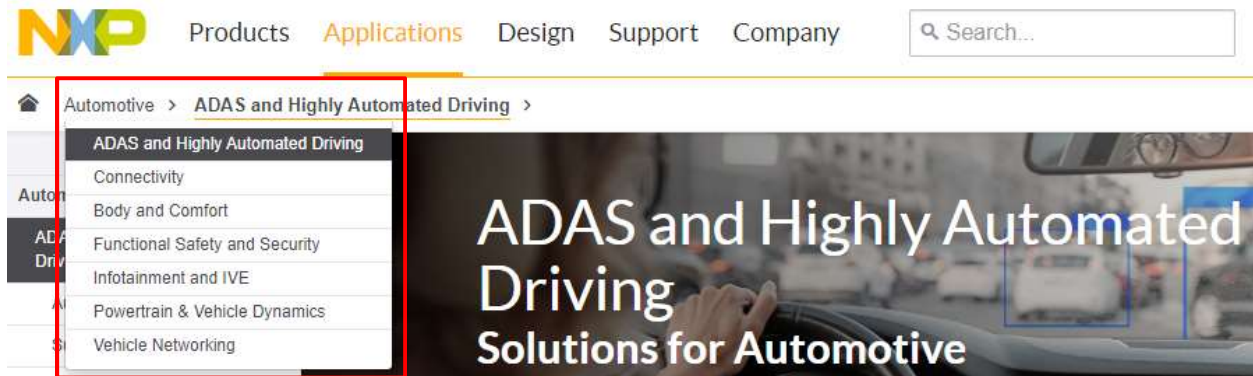 NXP Products Applications Design Support Company Search...
Automotive > ADAS and Highly Automated Driving >
ADAS and Highly Automated Driving
Connectivity
Body and Comfort
Functional Safety and Security
Infotainment and IVE
Powertrain & Vehicle Dynamics
Vehicle Networking
ADAS and Highly Automated
Driving
Solutions for Automotive